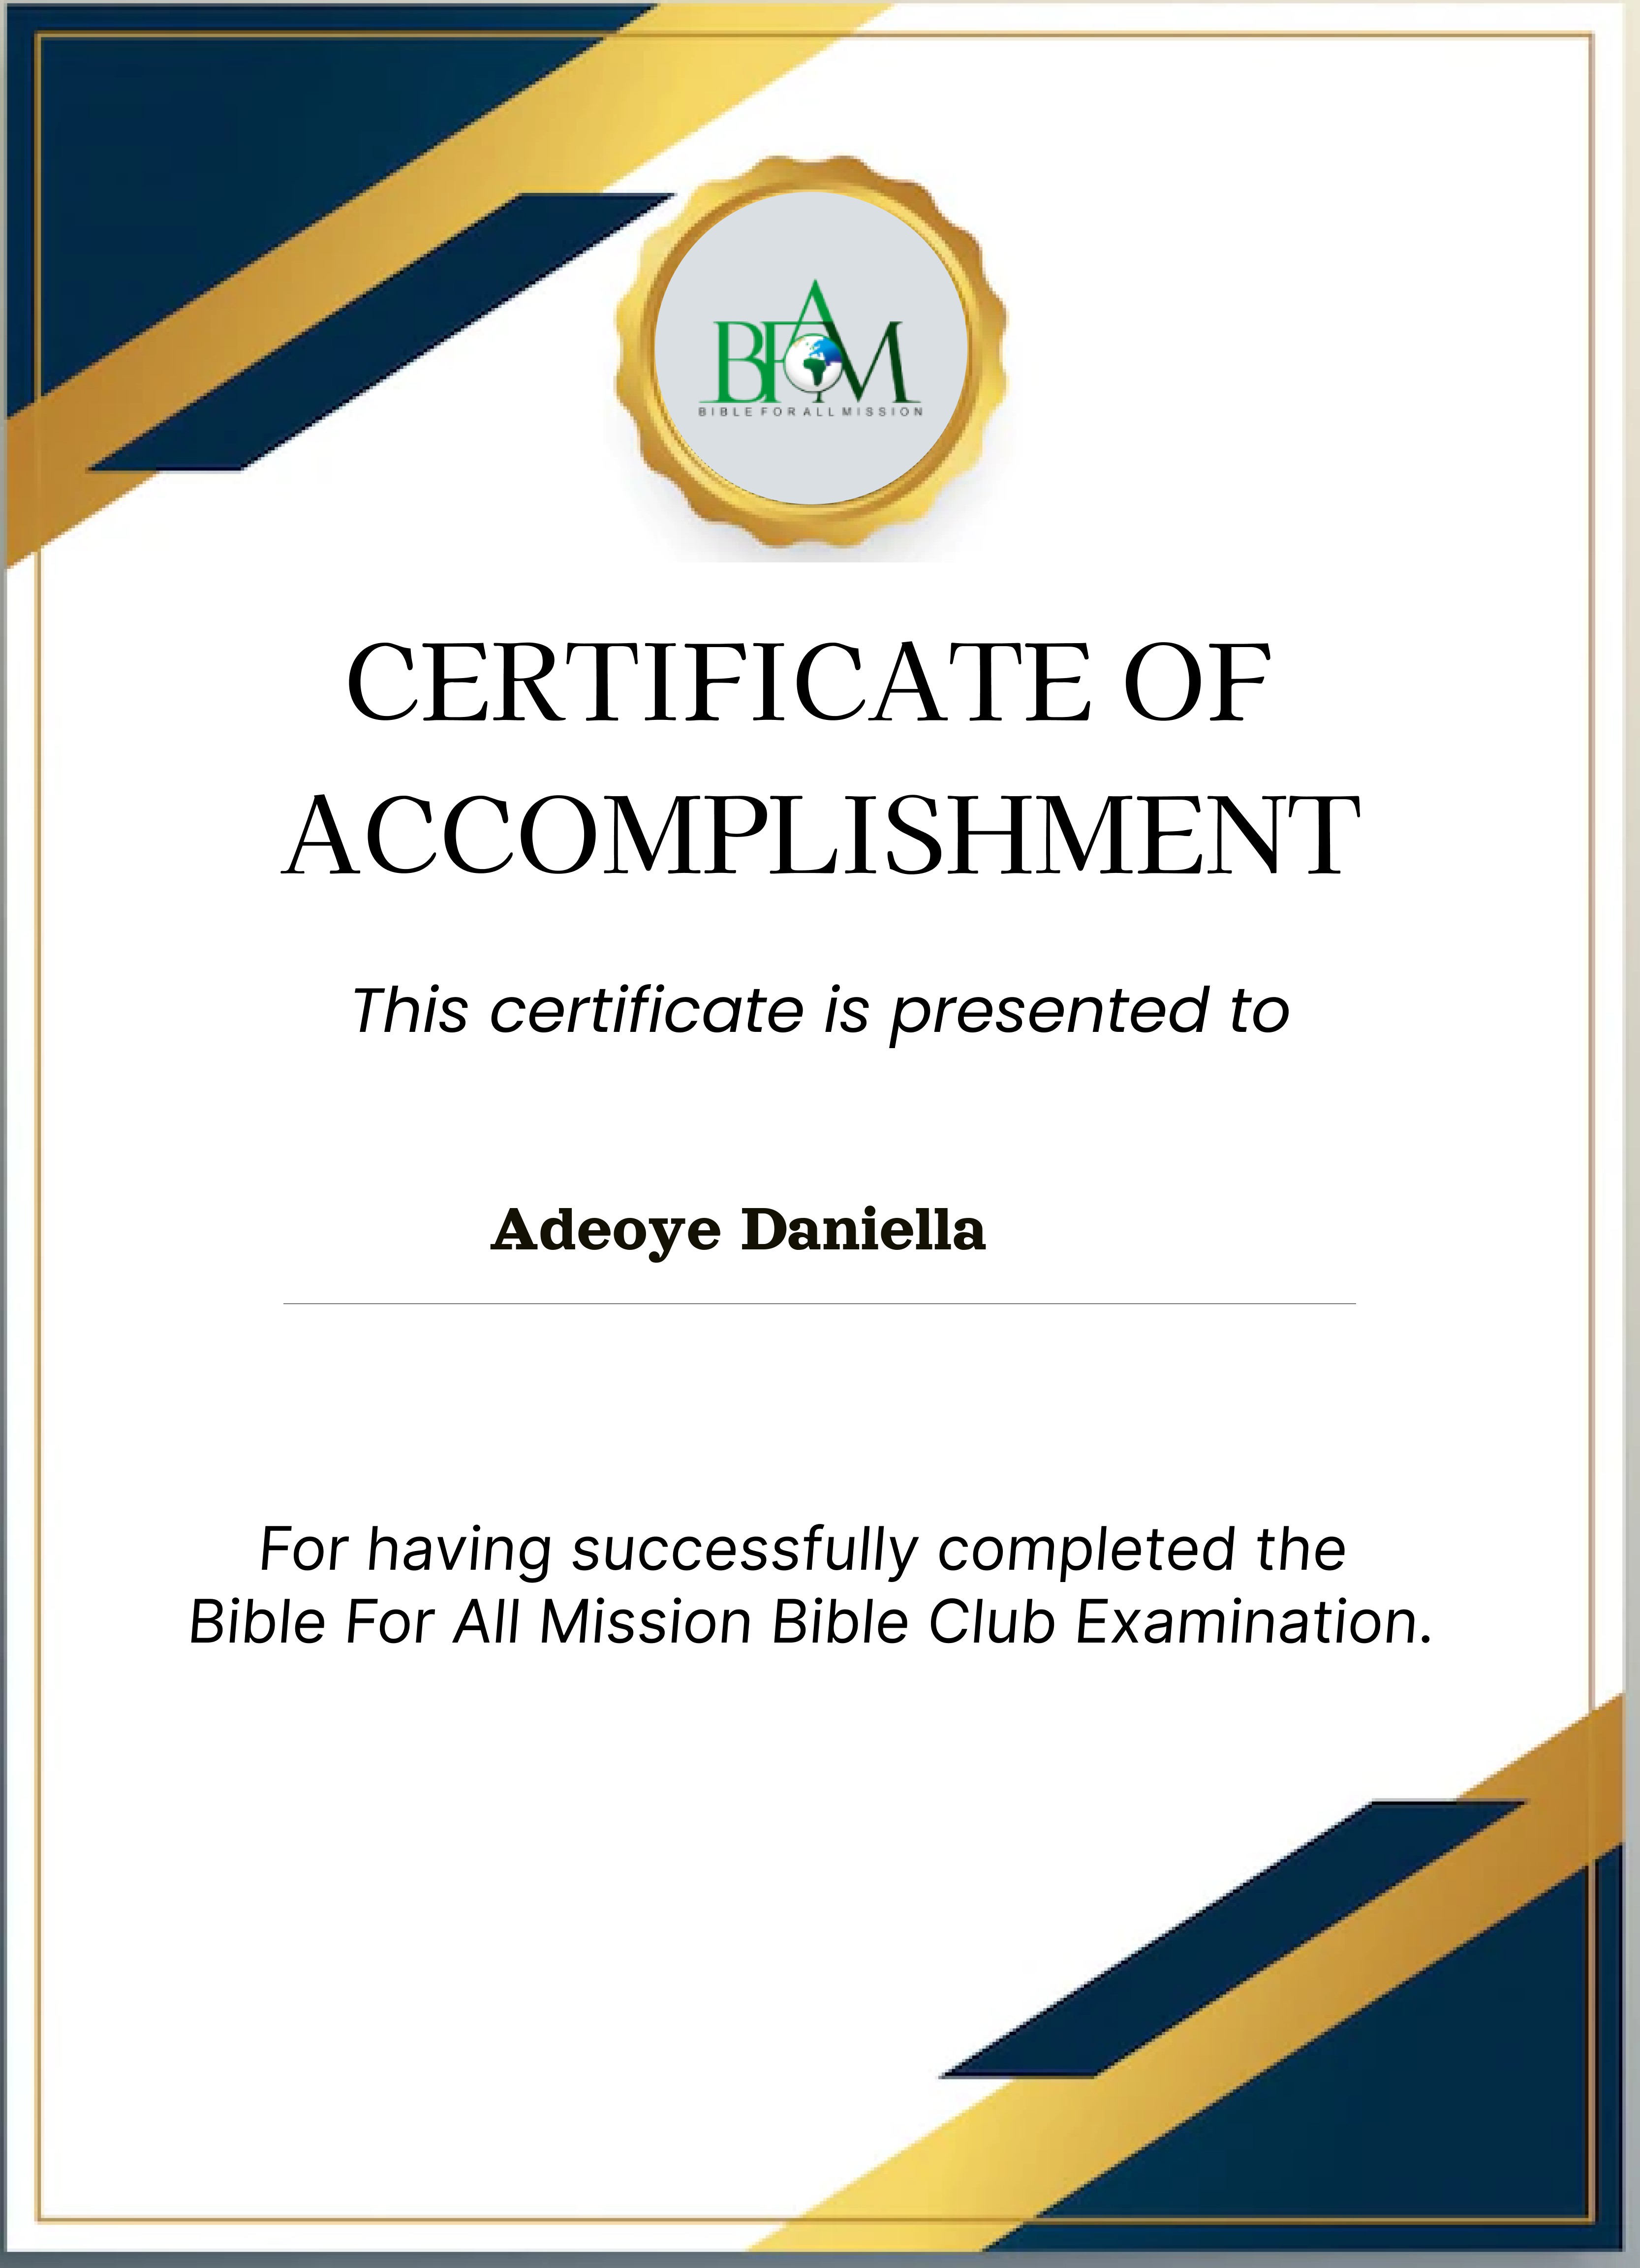 BFAM
BIBLE FOR ALL MISSION
CERTIFICATE OF
ACCOMPLISHMENT
This certificate is presented to
Adeoye Daniella
For having successfully completed the
Bible For All Mission Bible Club Examination.